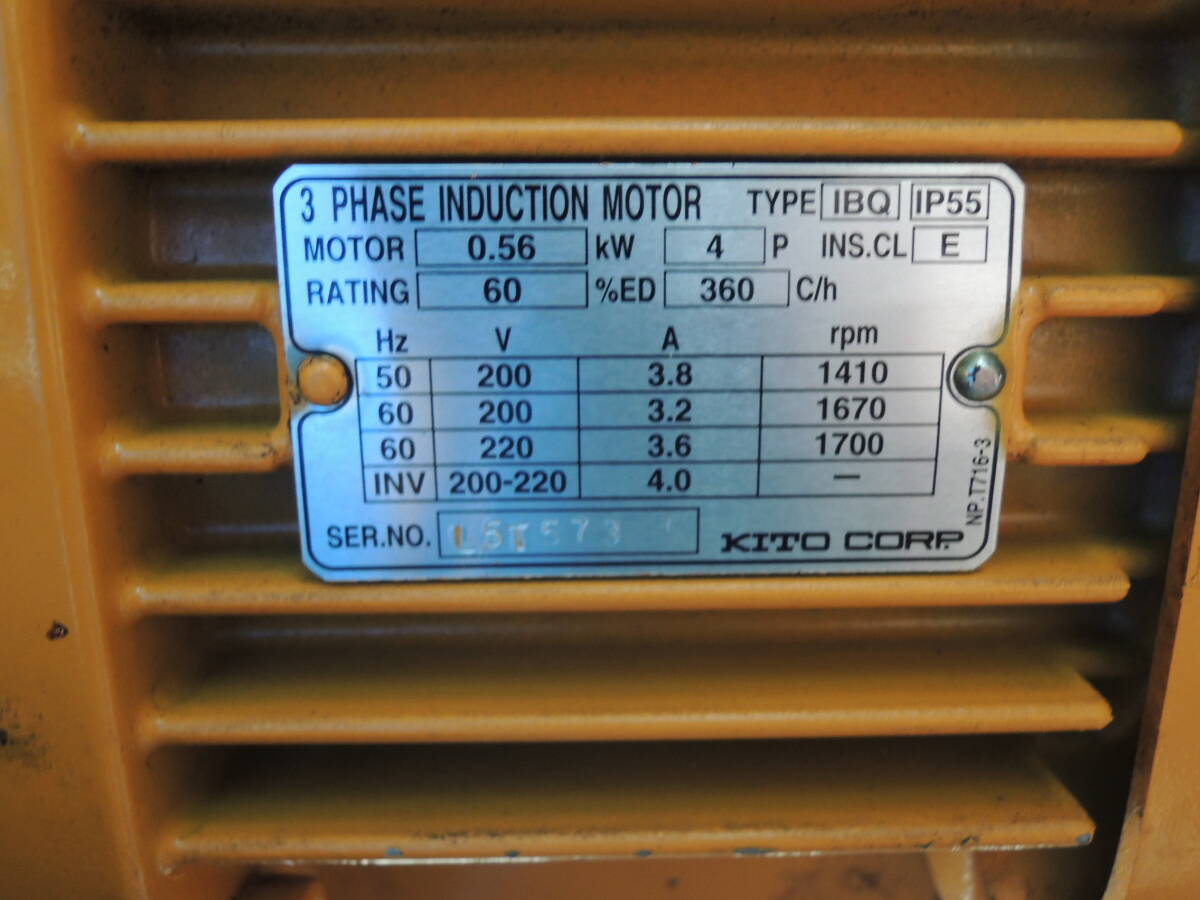 3 PHASE INDUCTION MOTOR TYPE IBQ IP55
MOTOR 0.56 kW 4 P INS.CL E
RATING 60 %ED 360 C/h
Hz V A rpm
50 200 3.8 1410
60 200 3.2 1670
60 220 3.6 1700
INV 200-220 4.0 —
SER.NO.
KITO CORP.
NP.T716-3